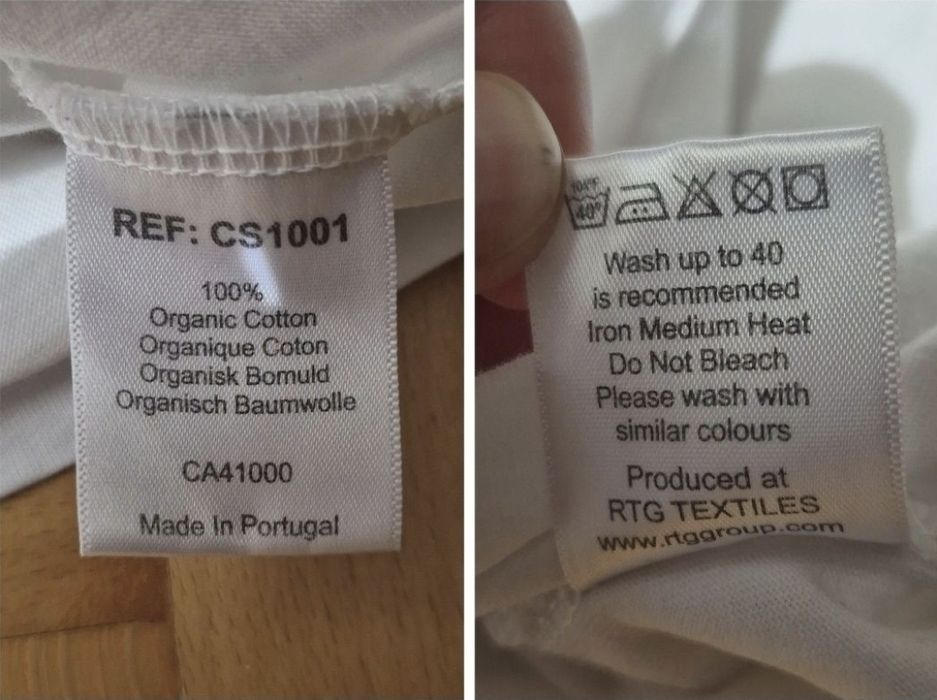 REF: CS1001
100%
Organic Cotton
Organique Coton
Organisk Bomuld
Organisch Baumwolle
CA41000
Made In Portugal
104°F
40°
Wash up to 40
is recommended
Iron Medium Heat
Do Not Bleach
Please wash with
similar colours
Produced at
RTG TEXTILES
www.rtggroup.com